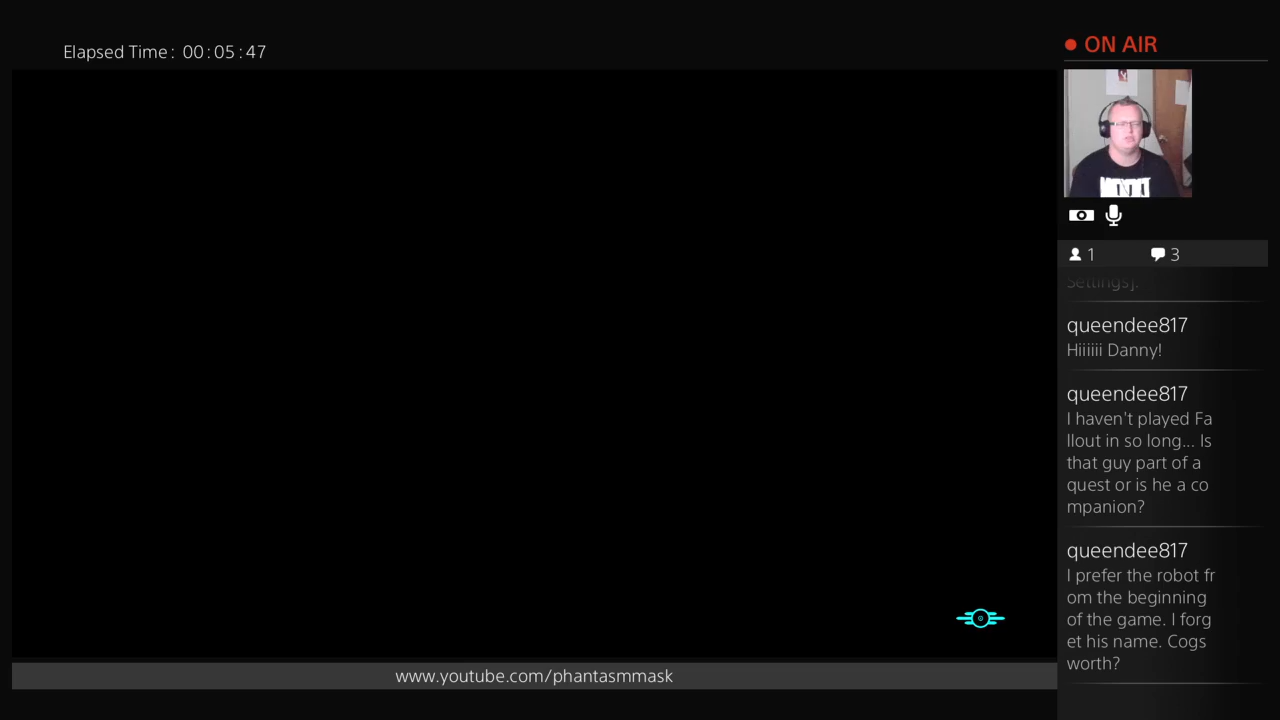 Elapsed Time: 00:05:47
ON AIR
1
3
Settings].
queendee817
Hiiiiii Danny!
queendee817
I haven't played Fa
llout in so long... Is
that guy part of a
quest or is he a co
mpanion?
queendee817
I prefer the robot fr
om the beginning
of the game. I forg
et his name. Cogs
worth?
www.youtube.com/phantasmmask